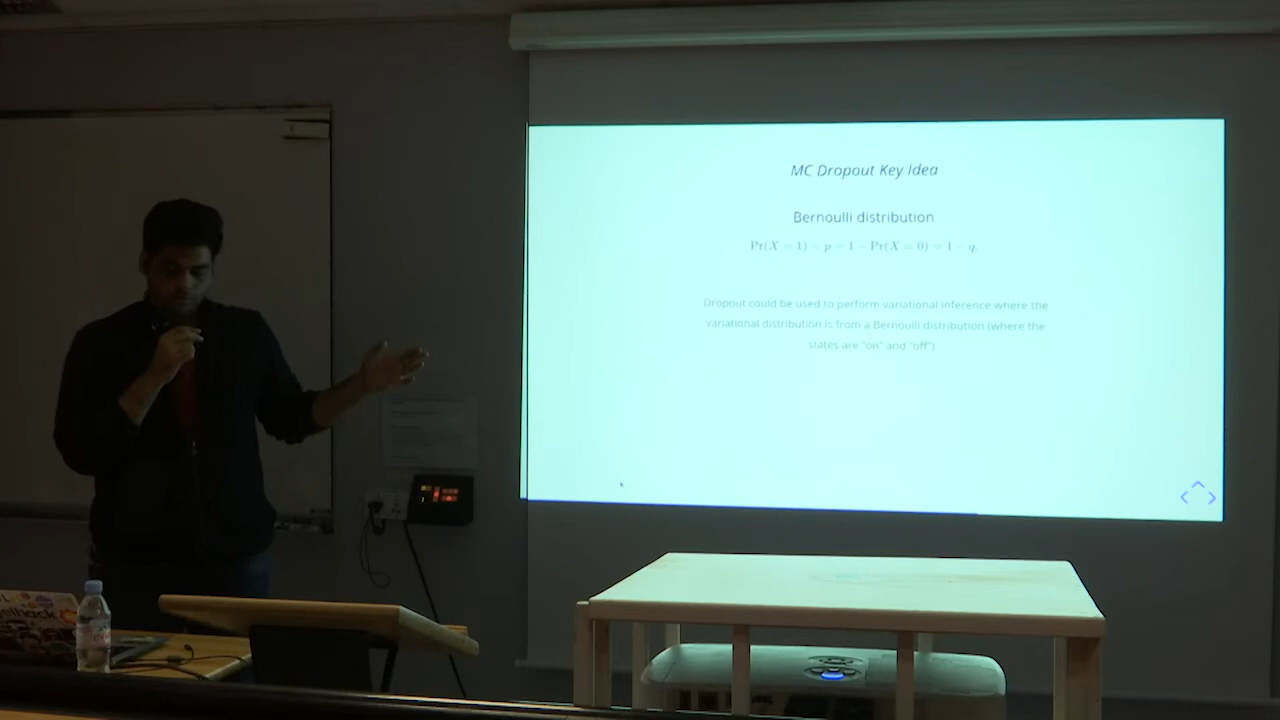 MC Dropout Key Idea
Bernoulli distribution
Pr(X = 1) = p = 1 − Pr(X = 0) = 1 − q.
Dropout could be used to perform variational inference where the
variational distribution is from a Bernoulli distribution (where the
states are "on" and "off")